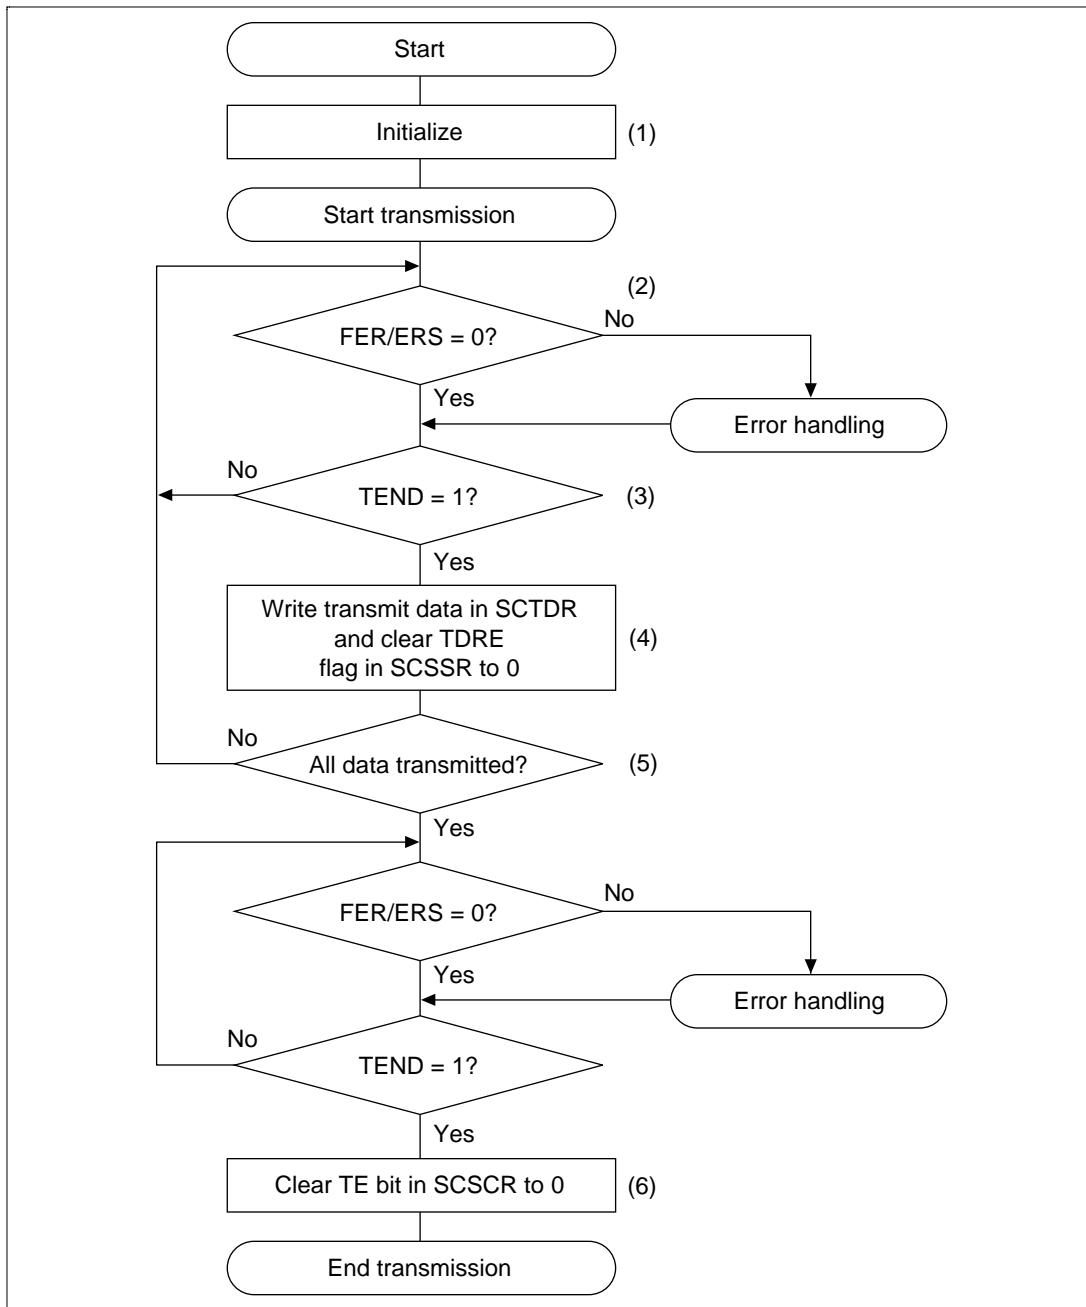 Start
Initialize
(1)
Start transmission
(2)
FER/ERS = 0?
No
Yes
Error handling
No
TEND = 1?
(3)
Yes
Write transmit data in SCTDR
and clear TDRE
flag in SCSSR to 0
(4)
No
All data transmitted?
(5)
Yes
FER/ERS = 0?
No
Yes
Error handling
No
TEND = 1?
Yes
Clear TE bit in SCSCR to 0
(6)
End transmission